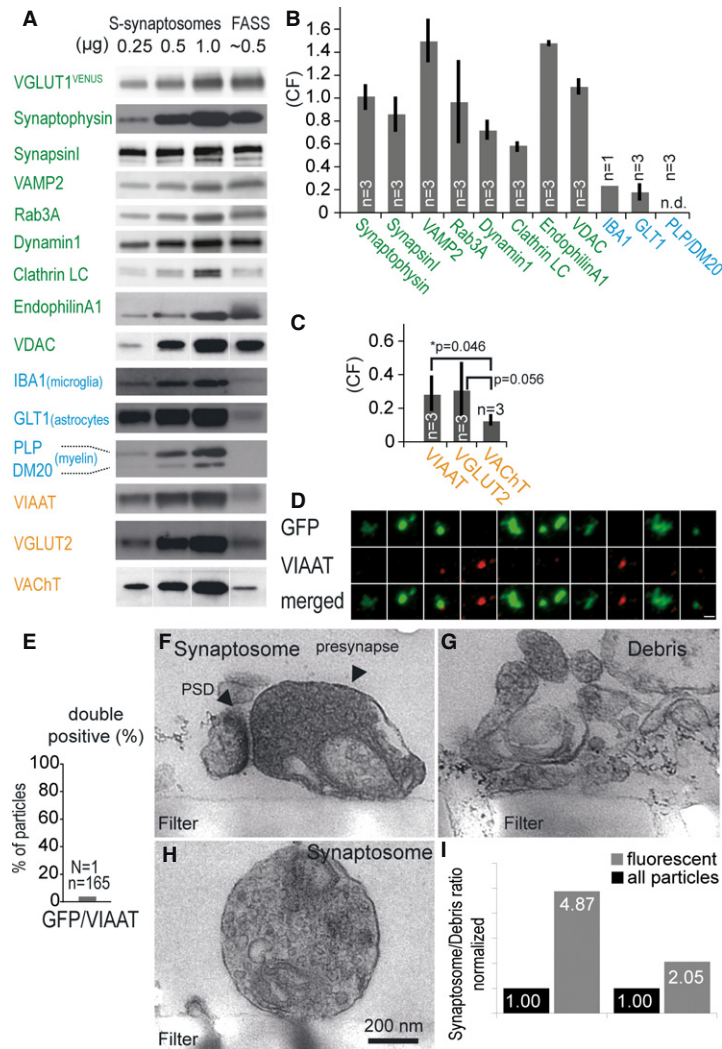 A
S-synaptosomes FASS
(µg) 0.25 0.5 1.0 ~0.5
VGLUT1VENUS
Synaptophysin
SynapsinI
VAMP2
Rab3A
Dynamin1
Clathrin LC
EndophilinA1
VDAC
IBA1(microglia)
GLT1(astrocytes
PLP
DM20
(myelin)
VIAAT
VGLUT2
VAChT
B
(CF)
1.6
1.4
1.2
1.0
0.8
0.6
0.4
0.2
0
n=3
n=3
n=3
n=3
n=3
n=3
n=3
n=3
n=1
n=3
n=3
n.d.
Synaptophysin
SynapsinI
VAMP2
Rab3A
Dynamin1
Clathrin LC
EndophilinA1
VDAC
IBA1
GLT1
PLP/DM20
C
(CF)
0.6
0.4
0.2
0
*p=0.046
p=0.056
n=3
n=3
n=3
VIAAT
VGLUT2
VAChT
D
GFP
VIAAT
merged
E
double
positive (%)
% of particles
100
80
60
40
20
0
N=1
n=165
GFP/VIAAT
F
Synaptosome
presynapse
PSD
Filter
G
Debris
Filter
H
Synaptosome
Filter
200 nm
I
fluorescent
all particles
Synaptosome/Debris ratio
normalized
1.00
4.87
1.00
2.05